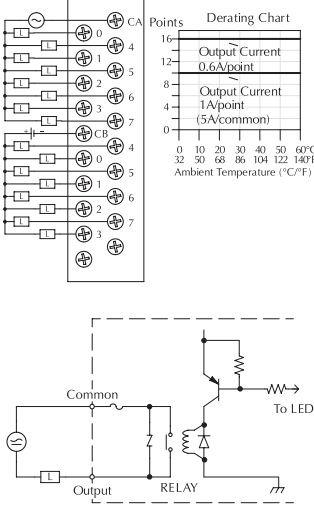 CA
L 0
L 4
L 1
L 5
L 2
L 6
L 3
L 7
+ - CB
L 4
L 0
L 5
L 1
L 6
L 2
L 7
L 3
Points Derating Chart
16
12
8
4
0
Output Current
0.6A/point
Output Current
1A/point
(5A/common)
0 10 20 30 40 50 60°C
32 50 68 86 104 122 140°F
Ambient Temperature (°C/°F)
Common
To LED
L
Output
RELAY